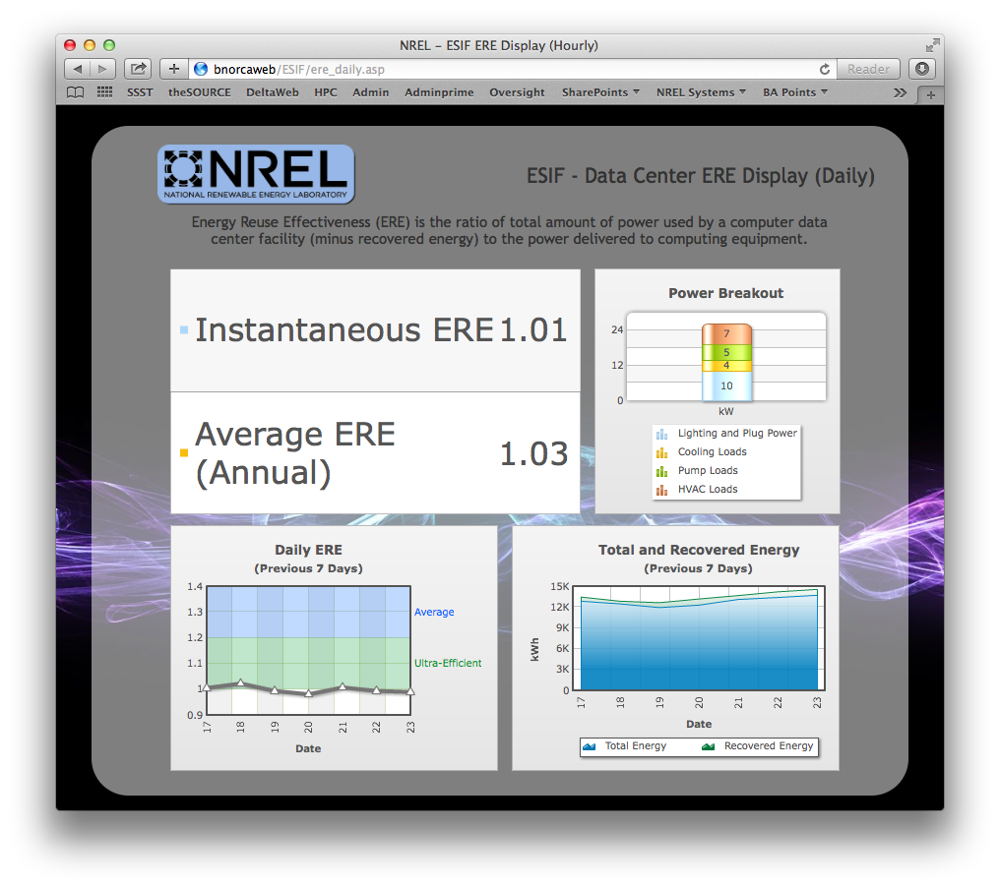 NREL – ESIF ERE Display (Hourly)
bnorcaweb/ESIF/ere_daily.asp
Reader
SSST theSOURCE DeltaWeb HPC Admin Adminprime Oversight SharePoints NREL Systems BA Points
NREL
NATIONAL RENEWABLE ENERGY LABORATORY
ESIF - Data Center ERE Display (Daily)
Energy Reuse Effectiveness (ERE) is the ratio of total amount of power used by a computer data
center facility (minus recovered energy) to the power delivered to computing equipment.
Instantaneous ERE 1.01
Average ERE
(Annual)
1.03
Power Breakout
24
12
0
7
5
4
10
kW
Lighting and Plug Power
Cooling Loads
Pump Loads
HVAC Loads
Daily ERE
(Previous 7 Days)
1.4
1.3
1.2
1.1
1
0.9
Average
Ultra-Efficient
17 18 19 20 21 22 23
Date
Total and Recovered Energy
(Previous 7 Days)
kWh
15K
12K
9K
6K
3K
0
17 18 19 20 21 22 23
Date
Total Energy Recovered Energy